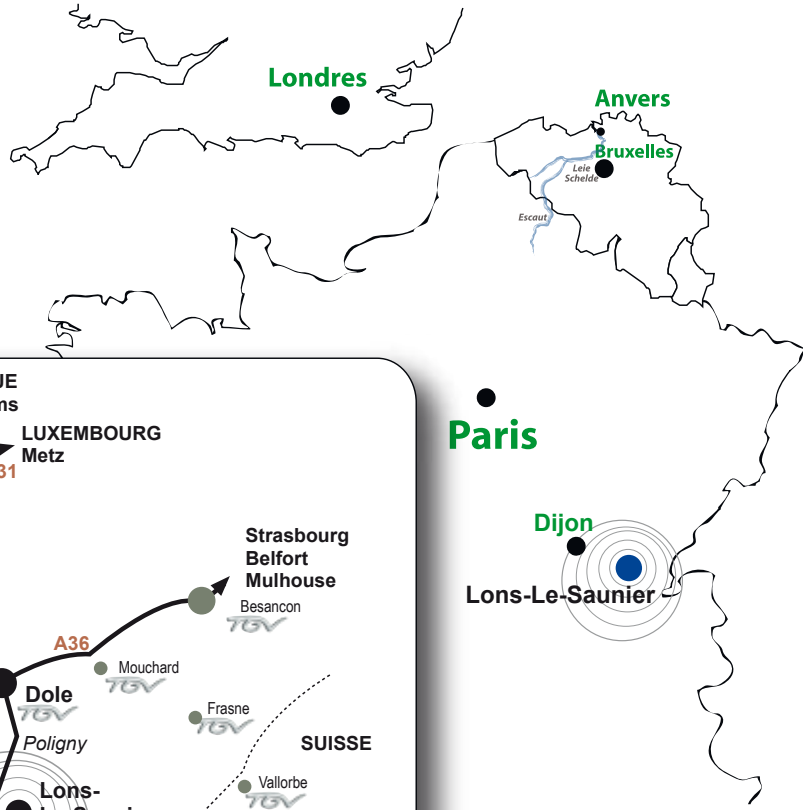 Londres
Anvers
Bruxelles
Leie
Schelde
Escaut
Paris
Dijon
Lons-Le-Saunier
LUXEMBOURG
Metz
Strasbourg
Belfort
Mulhouse
Besancon
TGV
A36
Mouchard
TGV
Dole
TGV
Frasne
TGV
Poligny
SUISSE
Vallorbe
TGV
Lons-